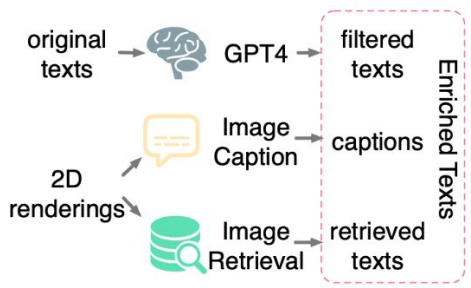 original
texts
GPT4
filtered
texts
Image
Caption
captions
2D
renderings
Image
Retrieval
retrieved
texts
Enriched Texts